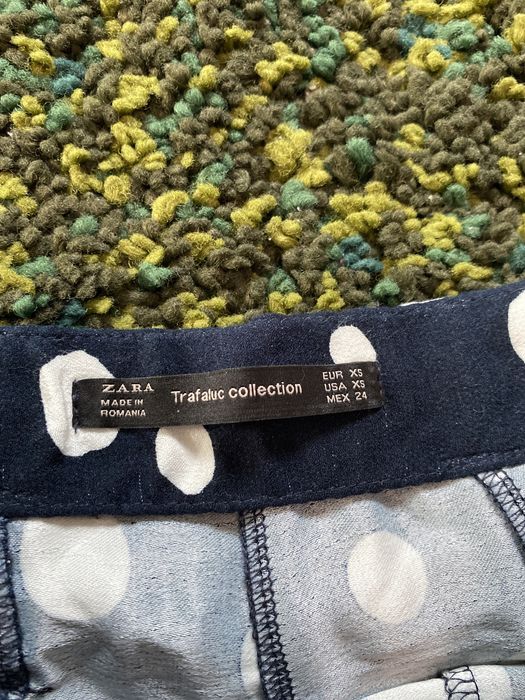 ZARA
MADE IN
ROMANIA
Trafaluc collection
EUR XS
USA XS
MEX 24